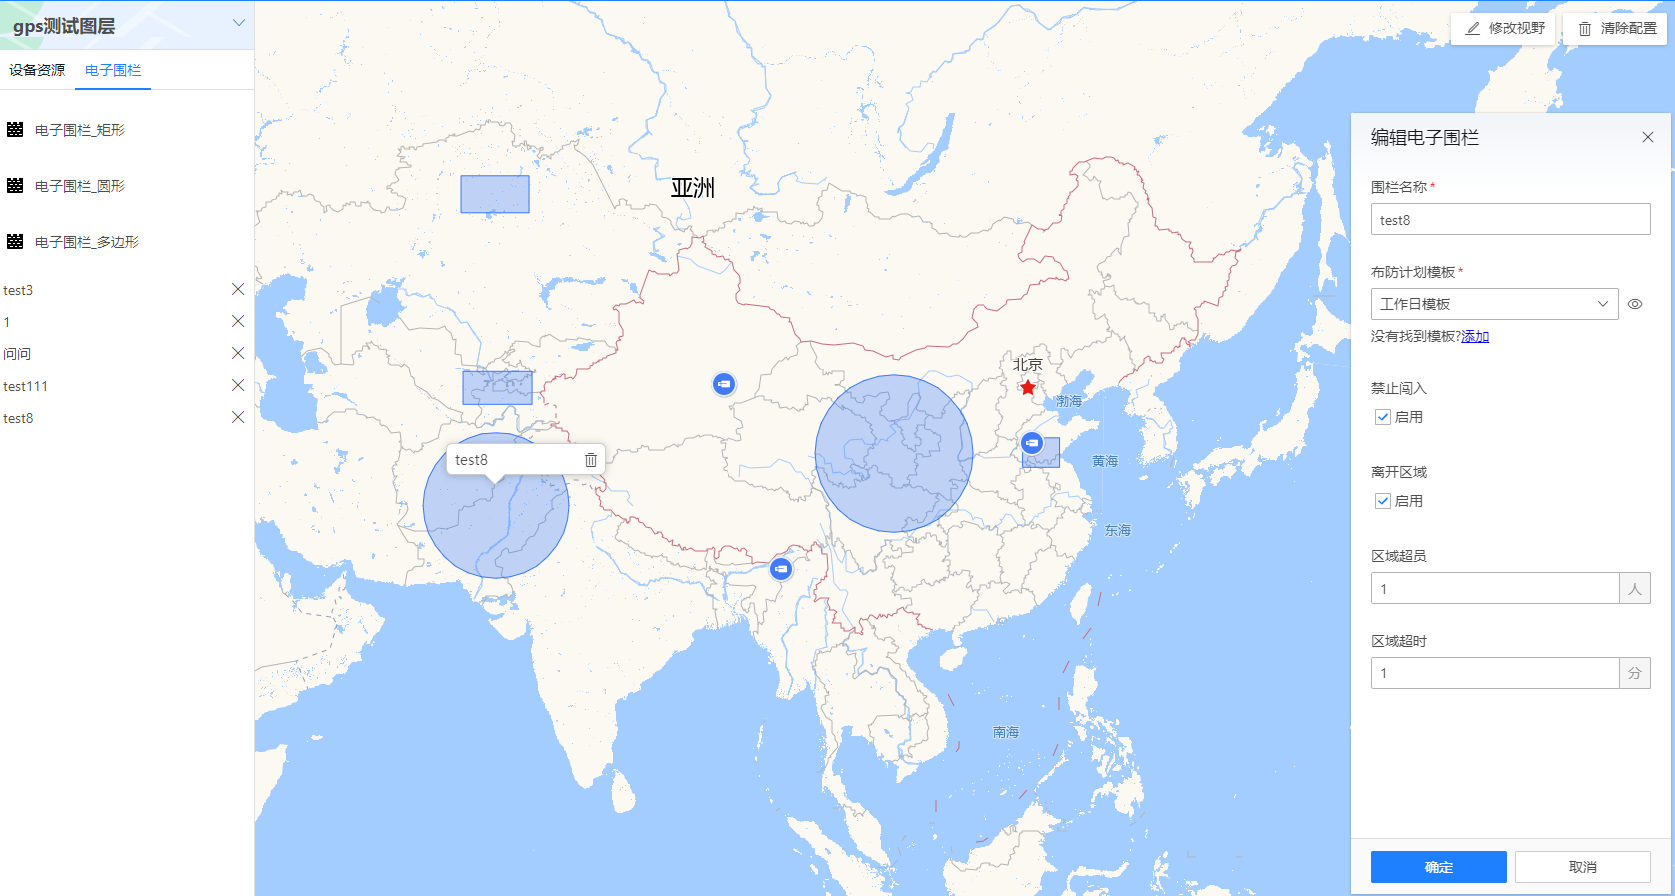 gps测试图层
设备资源 电子围栏
电子围栏_矩形
电子围栏_圆形
电子围栏_多边形
test3
1
问问
test111
test8
亚洲
北京
渤海
黄海
东海
南海
test8
修改视野
清除配置
编辑电子围栏
围栏名称*
test8
布防计划模板*
工作日模板
没有找到模板?添加
禁止闯入
启用
离开区域
启用
区域超员
1 人
区域超时
1 分
确定 取消